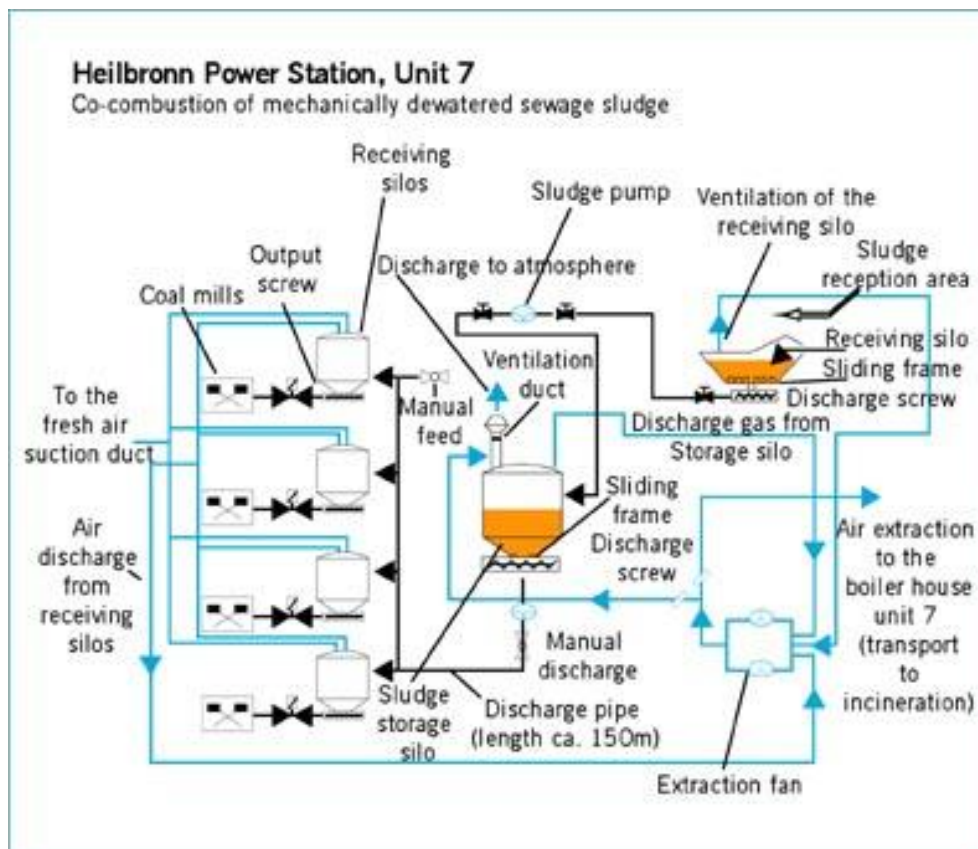 Heilbronn Power Station, Unit 7
Co-combustion of mechanically dewatered sewage sludge
Receiving
silos
Sludge pump
Ventilation of the
receiving silo
Output
screw
Discharge to atmosphere
Sludge
reception area
Coal mills
Receiving silo
Sliding frame
Discharge screw
Ventilation
duct
Manual
feed
To the
fresh air
suction duct
Discharge gas from
Storage silo
Sliding
frame
Discharge
screw
Air
discharge
from
receiving
silos
Air extraction
to the
boiler house
unit 7
(transport
to
incineration)
Manual
discharge
Sludge
storage
silo
Discharge pipe
(length ca. 150m)
Extraction fan